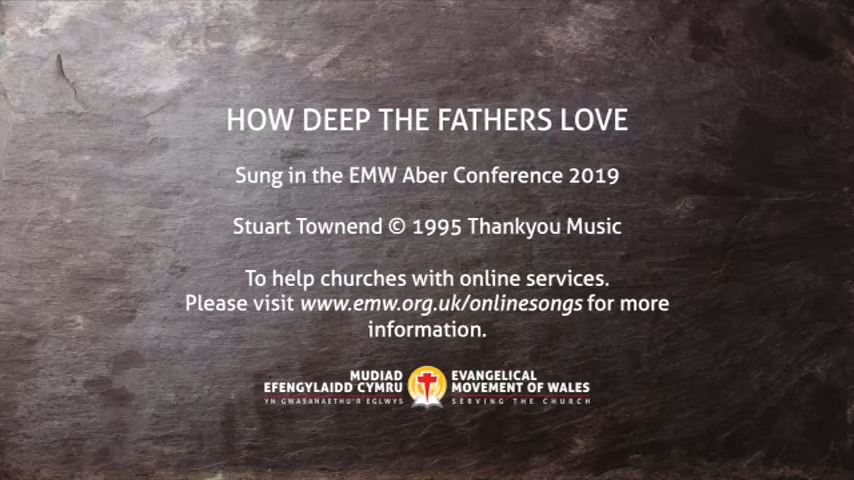 HOW DEEP THE FATHERS LOVE
Sung in the EMW Aber Conference 2019
Stuart Townend © 1995 Thankyou Music
To help churches with online services.
Please visit www.emw.org.uk/onlinesongs for more
information.
MUDIAD
EFENGYLAIDD CYMRU
YN GWASANAETHU'R EGLWYS
EVANGELICAL
MOVEMENT OF WALES
SERVING THE CHURCH